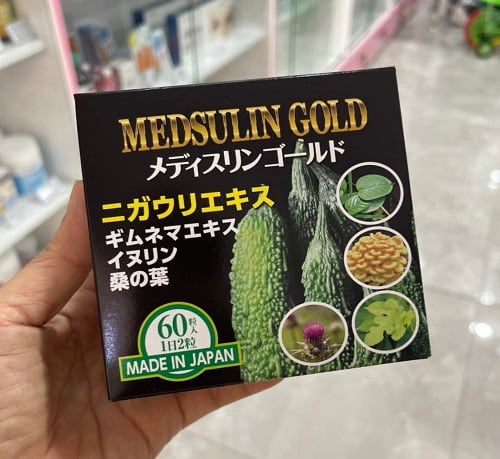 MEDSULIN GOLD
メディスリンゴールド
ニガウリエキス
ギムネマエキス
イヌリン
桑の葉
60粒入
1日2粒
MADE IN JAPAN